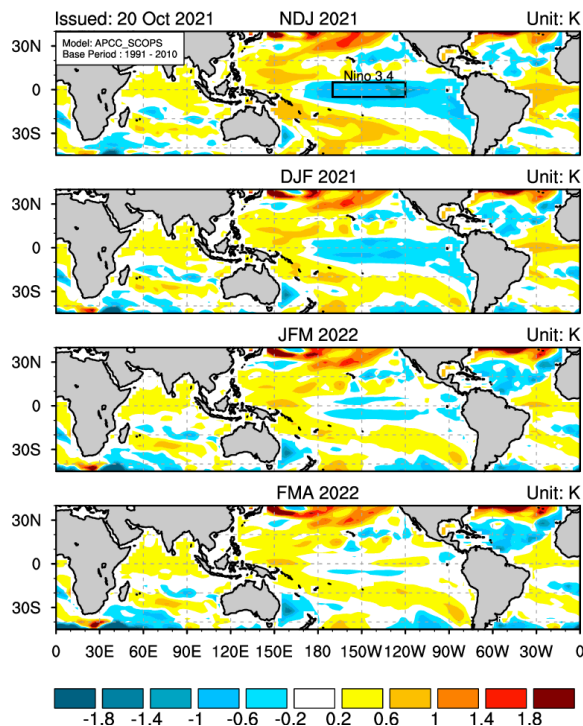 Issued: 20 Oct 2021 NDJ 2021 Unit: K
Model: APCC_SCOPS
Base Period : 1991 - 2010
30N
0
30S
Nino 3.4
DJF 2021 Unit: K
30N
0
30S
JFM 2022 Unit: K
30N
0
30S
FMA 2022 Unit: K
30N
0
30S
0 30E 60E 90E 120E 150E 180 150W 120W 90W 60W 30W 0
-1.8 -1.4 -1 -0.6 -0.2 0.2 0.6 1 1.4 1.8